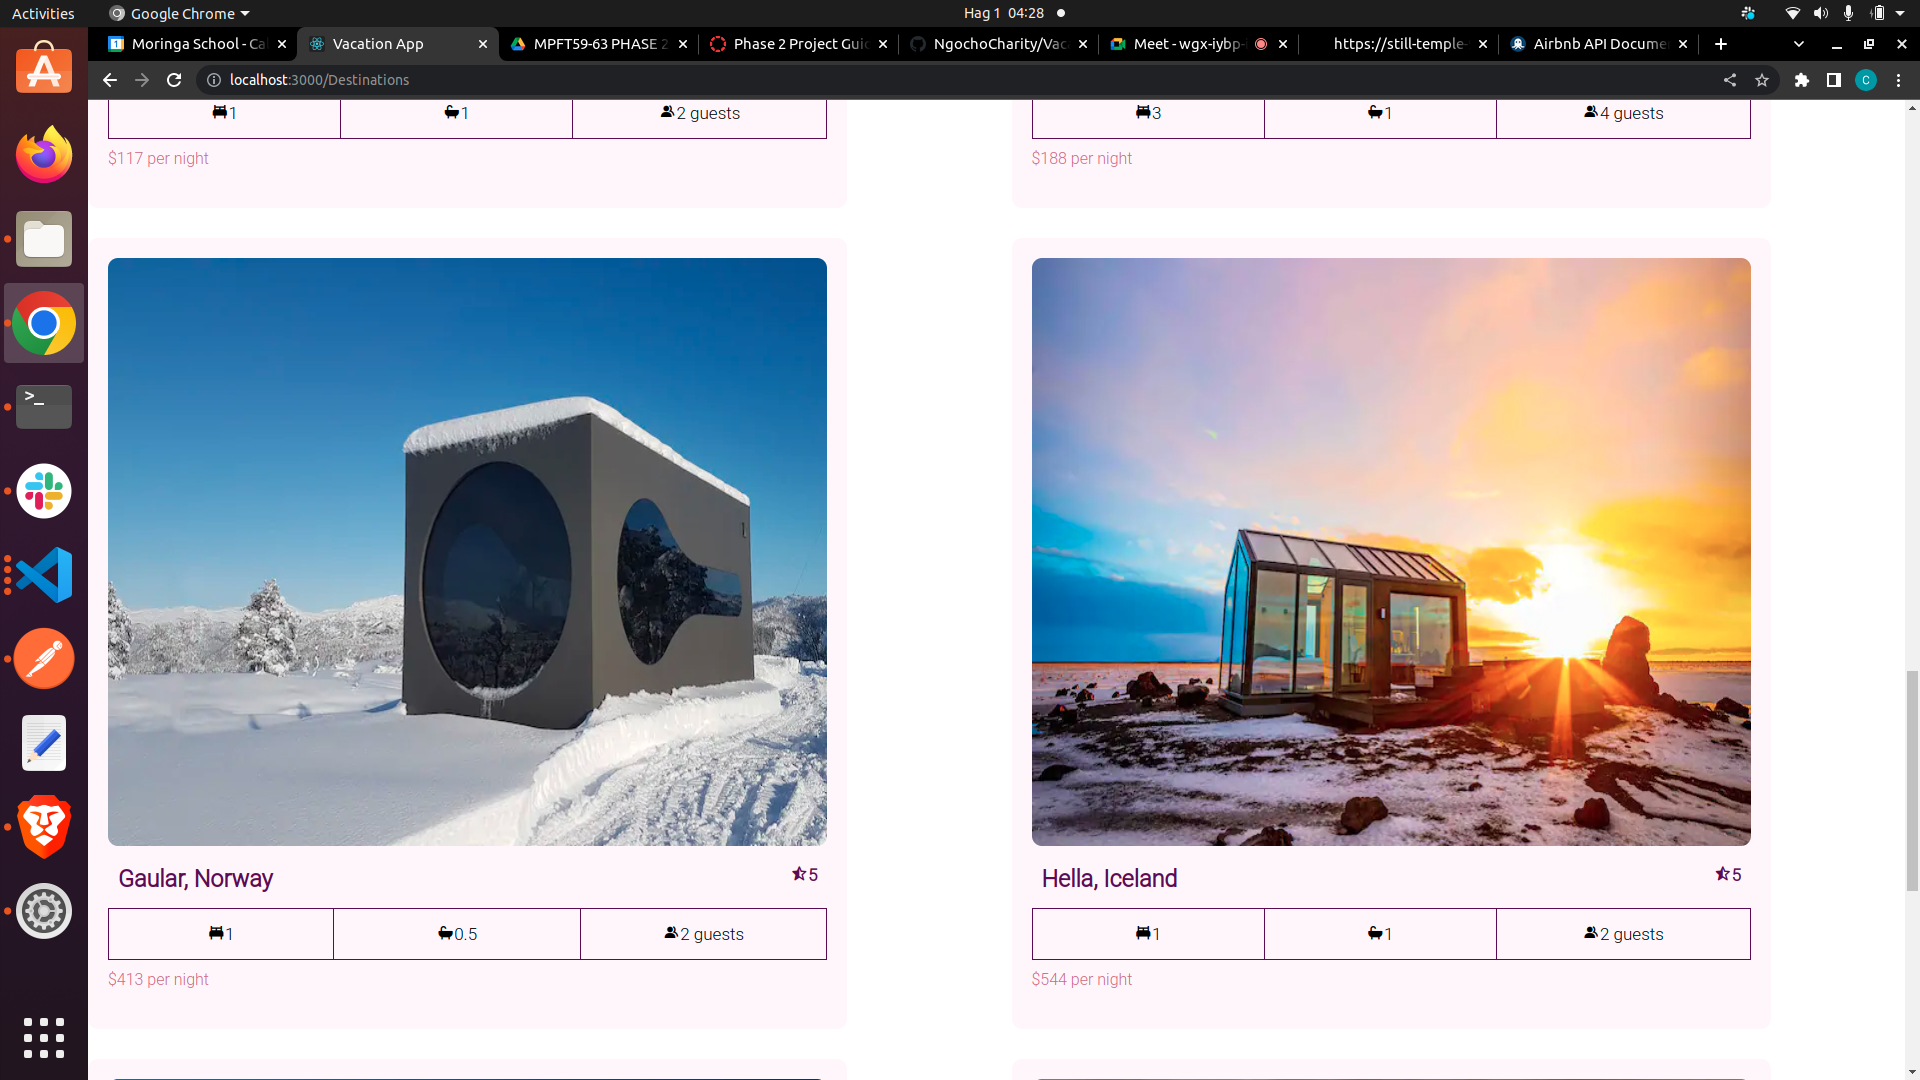 Activities
Google Chrome
Hag 1 04:28
Moringa School - Ca
Vacation App
MPFT59-63 PHASE 2
Phase 2 Project Guid
NgochoCharity/Vaca
Meet - wgx-iybp-
https://still-temple-
Airbnb API Docume
localhost:3000/Destinations
C
1
1
2 guests
3
1
4 guests
$117 per night
$188 per night
Gaular, Norway
5
Hella, Iceland
5
1
0.5
2 guests
1
1
2 guests
$413 per night
$544 per night